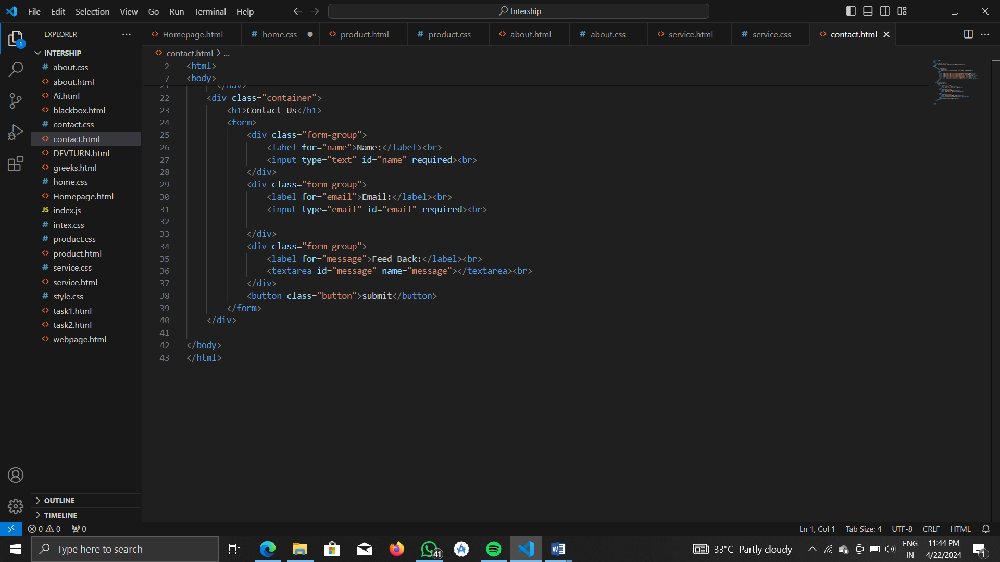 File Edit Selection View Go Run Terminal Help
Intership
EXPLORER
INTERSHIP
about.css
about.html
Ai.html
blackbox.html
contact.css
contact.html
DEVTURN.html
greeks.html
home.css
Homepage.html
JS index.js
intex.css
product.css
product.html
service.css
service.html
style.css
task1.html
task2.html
webpage.html
OUTLINE
TIMELINE
Homepage.html # home.css product.html # product.css about.html # about.css service.html # service.css contact.html
contact.html > ...
2 <html>
7 <body>
21 </nav>
22 <div class="container">
23 <h1>Contact Us</h1>
24 <form>
25 <div class="form-group">
26 <label for="name">Name:</label><br>
27 <input type="text" id="name" required><br>
28 </div>
29 <div class="form-group">
30 <label for="email">Email:</label><br>
31 <input type="email" id="email" required><br>
32
33 </div>
34 <div class="form-group">
35 <label for="message">Feed Back:</label><br>
36 <textarea id="message" name="message"></textarea><br>
37 </div>
38 <button class="button">submit</button>
39 </form>
40 </div>
41
42 </body>
43 </html>
1
0 0 0
Ln 1, Col 1 Tab Size: 4 UTF-8 CRLF HTML
Type here to search
41
33°C Partly cloudy
ENG
IN
11:44 PM
4/22/2024
1